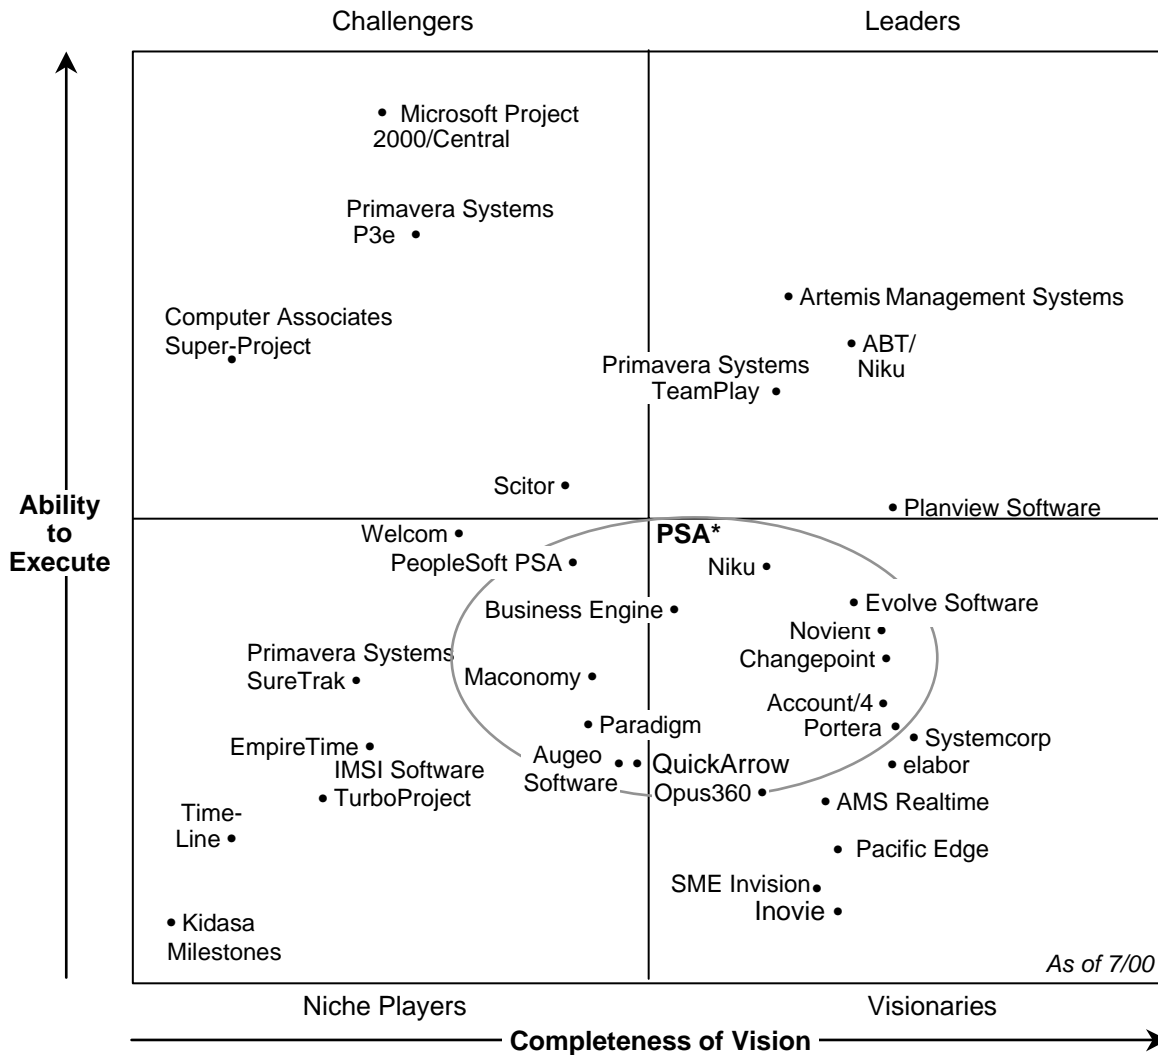 Challengers
Leaders
Microsoft Project
2000/Central
Primavera Systems
P3e
Artemis Management Systems
Computer Associates
Super-Project
ABT/
Niku
Primavera Systems
TeamPlay
Scitor
Planview Software
Ability
to
Execute
Welcom
PSA*
PeopleSoft PSA
Niku
Business Engine
Evolve Software
Novient
Primavera Systems
SureTrak
Changepoint
Maconomy
Account/4
Paradigm
Portera
Systemcorp
EmpireTime
Augeo
Software
QuickArrow
elabor
IMSI Software
TurboProject
Opus360
AMS Realtime
Time-
Line
Pacific Edge
SME Invision
Inovie
Kidasa
Milestones
As of 7/00
Niche Players
Visionaries
Completeness of Vision